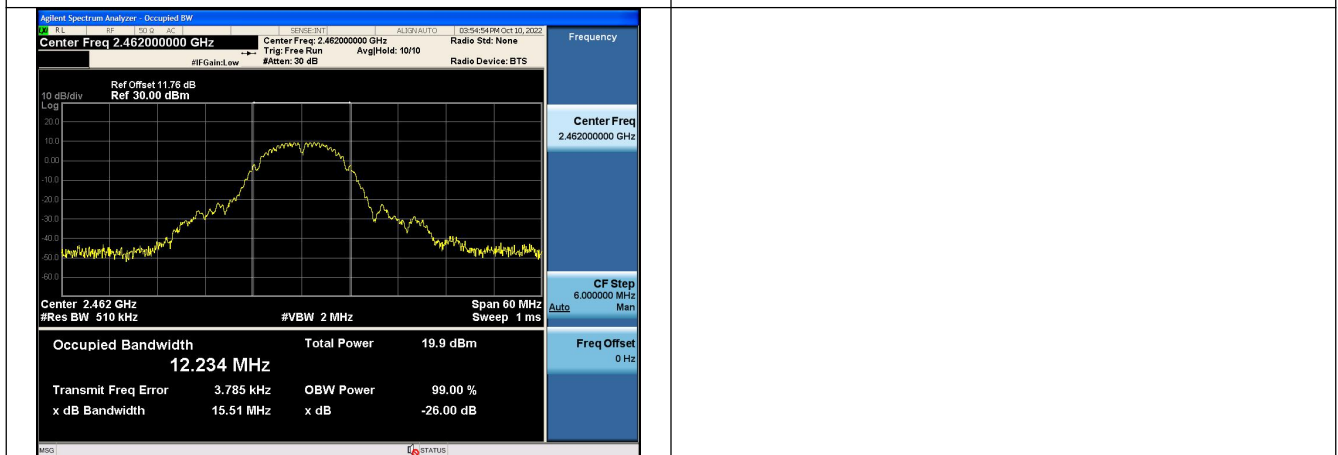 Agilent Spectrum Analyzer - Occupied BW
RL RF 50 Ω AC SENSE:INT ALIGN AUTO 03:54:54 PM Oct 10, 2022
Center Freq 2.462000000 GHz Center Freq: 2.462000000 GHz Radio Std: None Frequency
Trig: Free Run Avg|Hold: 10/10
#IFGain:Low #Atten: 30 dB Radio Device: BTS
Ref Offset 11.76 dB
10 dB/div Ref 30.00 dBm
Log
20.0
10.0
0.00
-10.0
-20.0
-30.0
-40.0
-50.0
-60.0
Center Freq
2.462000000 GHz
CF Step
6.000000 MHz
Auto Man
Center 2.462 GHz Span 60 MHz
#Res BW 510 kHz #VBW 2 MHz Sweep 1 ms
Occupied Bandwidth Total Power 19.9 dBm
12.234 MHz
Freq Offset
0 Hz
Transmit Freq Error 3.785 kHz OBW Power 99.00 %
x dB Bandwidth 15.51 MHz x dB -26.00 dB
MSG STATUS